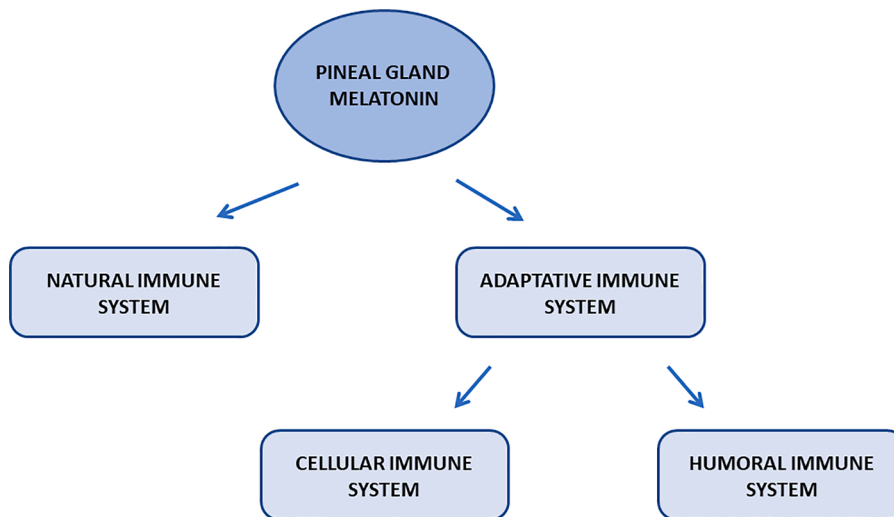 PINEAL GLAND
MELATONIN
NATURAL IMMUNE
SYSTEM
ADAPTATIVE IMMUNE
SYSTEM
CELLULAR IMMUNE
SYSTEM
HUMORAL IMMUNE
SYSTEM